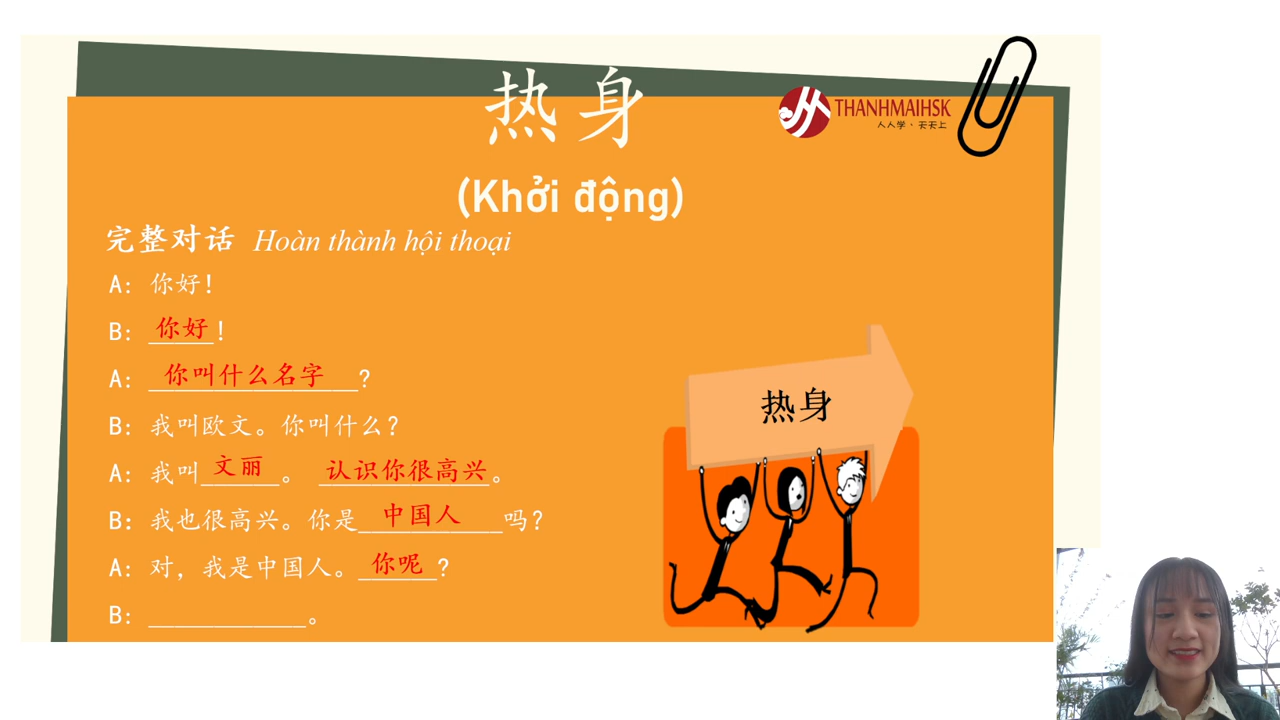 热身
THANHMAIHSK
人人学、天天上
(Khởi động)
完整对话 Hoàn thành hội thoại
A: 你好!
B: 你好!
A: 你叫什么名字?
B: 我叫欧文。你叫什么?
A: 我叫文丽。 认识你很高兴。
B: 我也很高兴。你是中国人吗?
A: 对, 我是中国人。你呢?
B: ____________。
热身